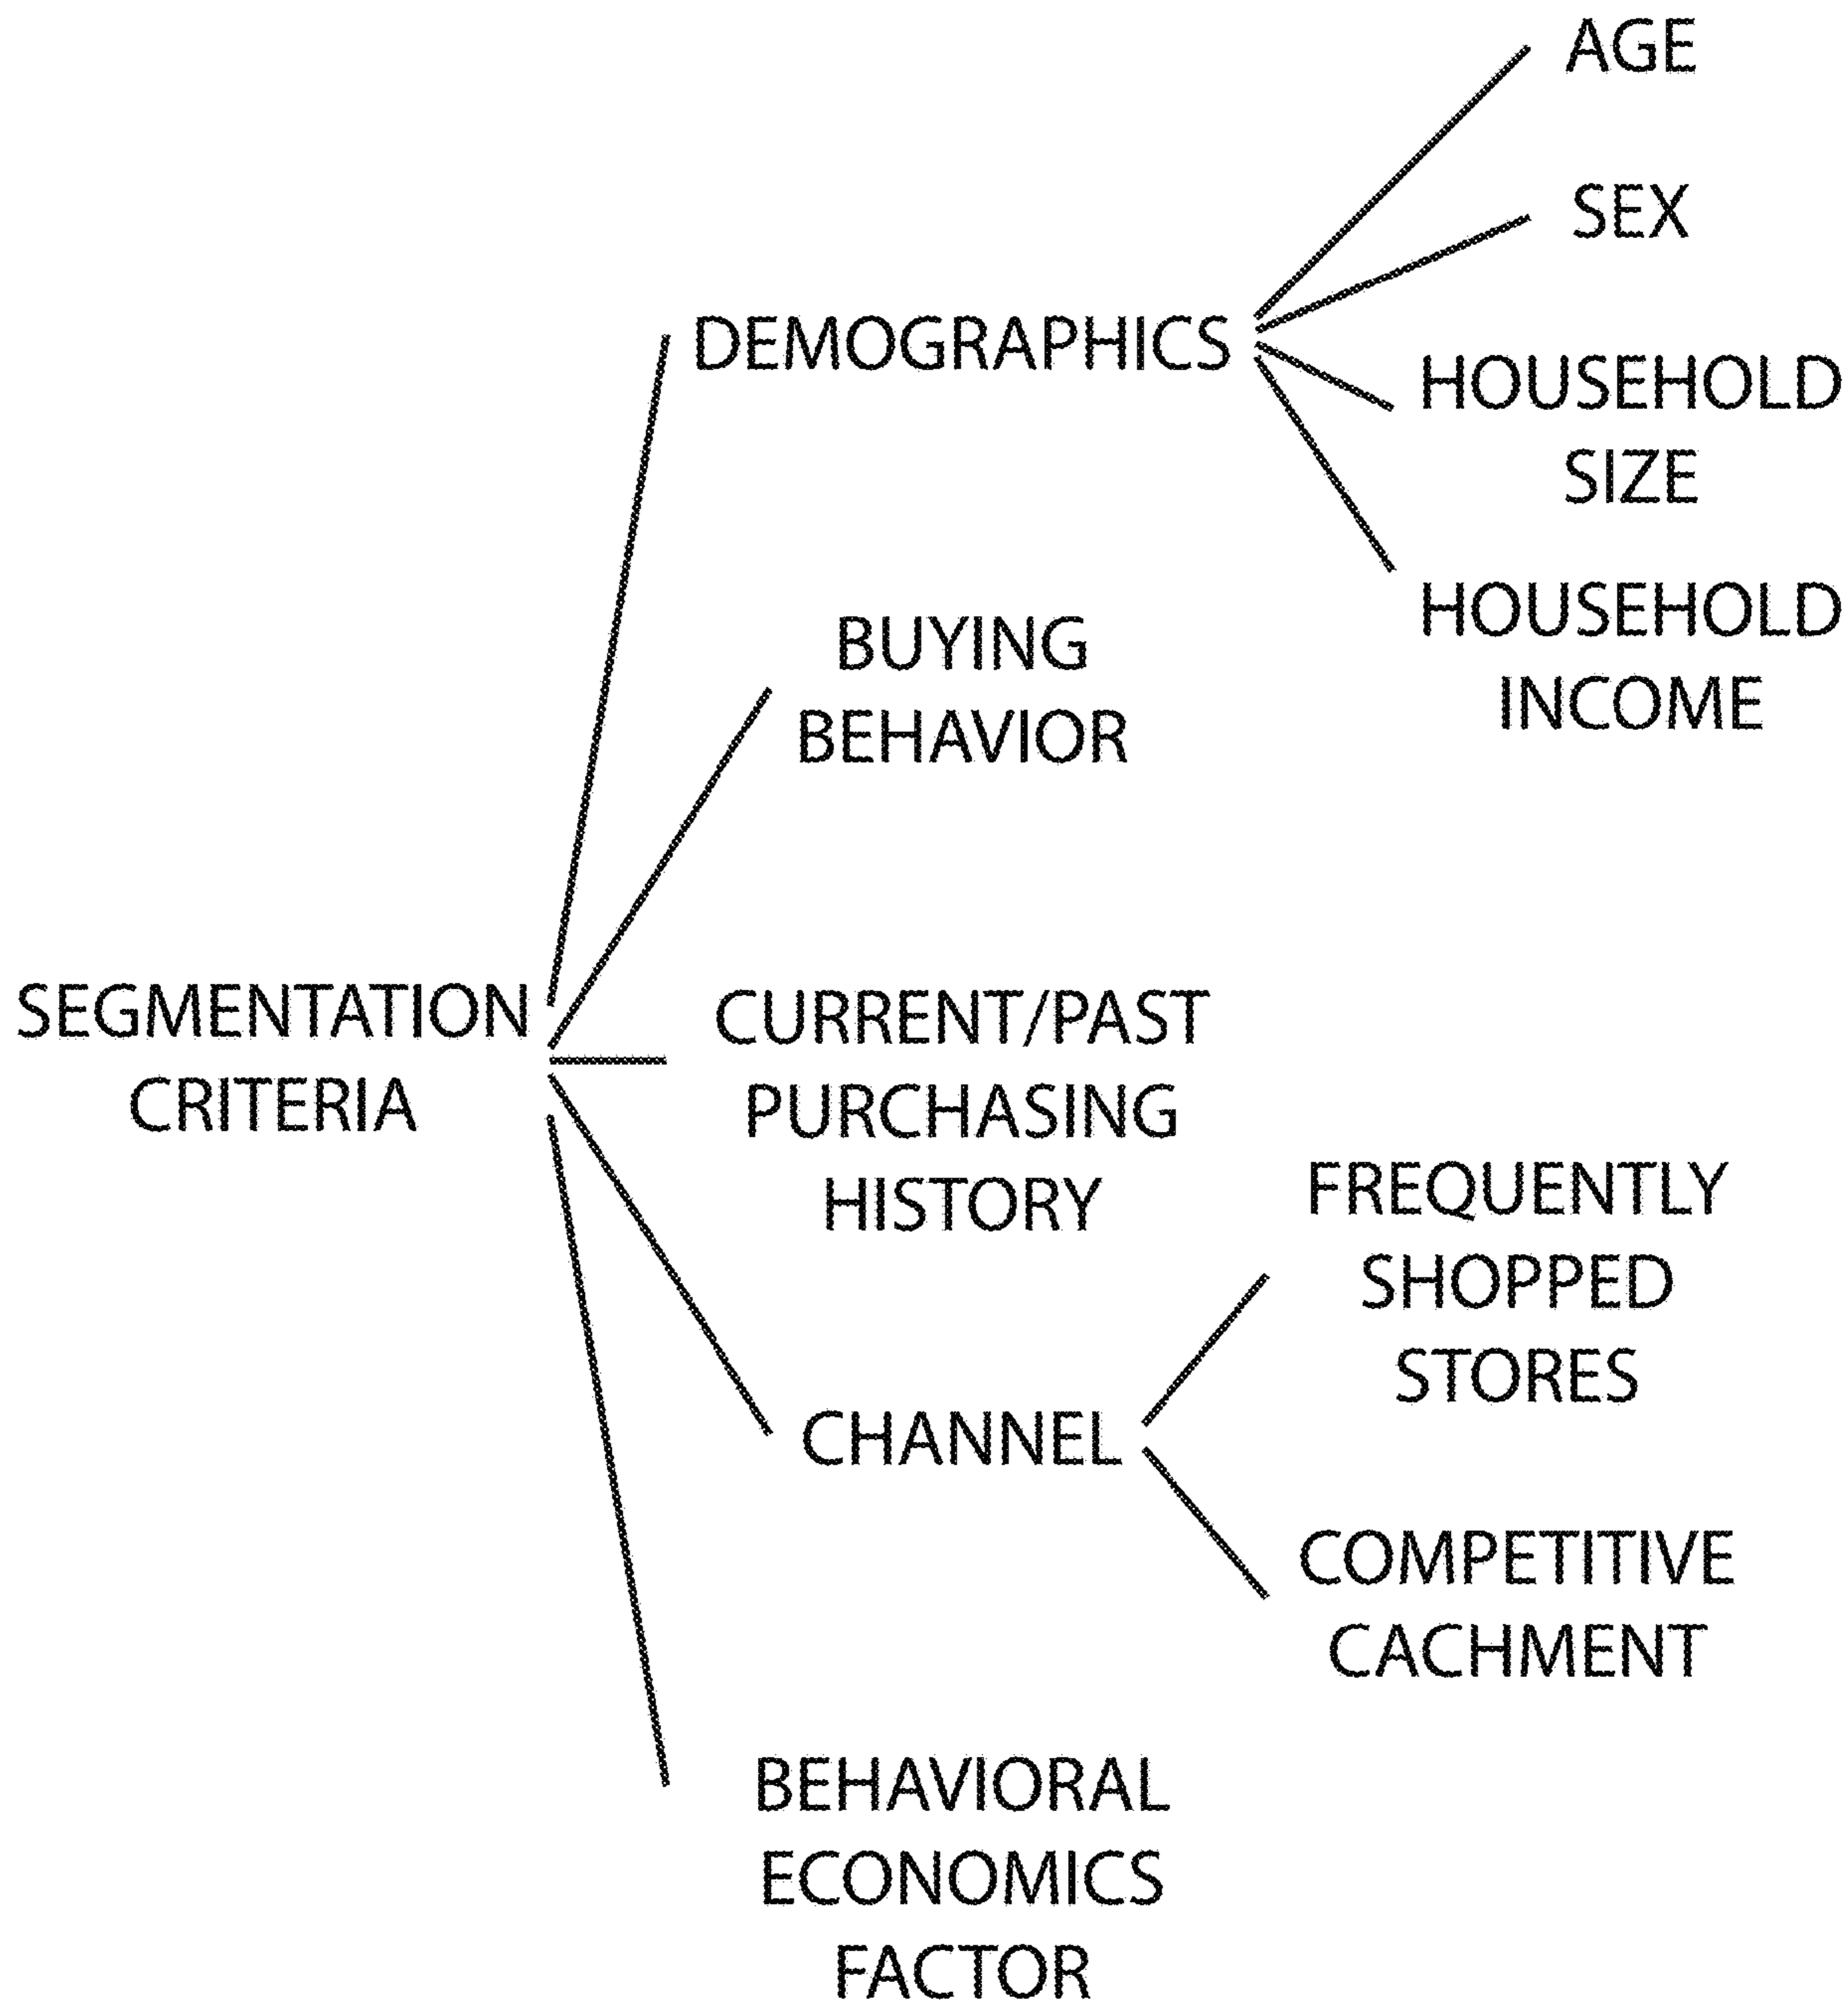 AGE
SEX
DEMOGRAPHICS
HOUSEHOLD
SIZE
HOUSEHOLD
INCOME
BUYING
BEHAVIOR
SEGMENTATION
CRITERIA
CURRENT/PAST
PURCHASING
HISTORY
FREQUENTLY
SHOPPED
STORES
CHANNEL
COMPETITIVE
CACHMENT
BEHAVIORAL
ECONOMICS
FACTOR